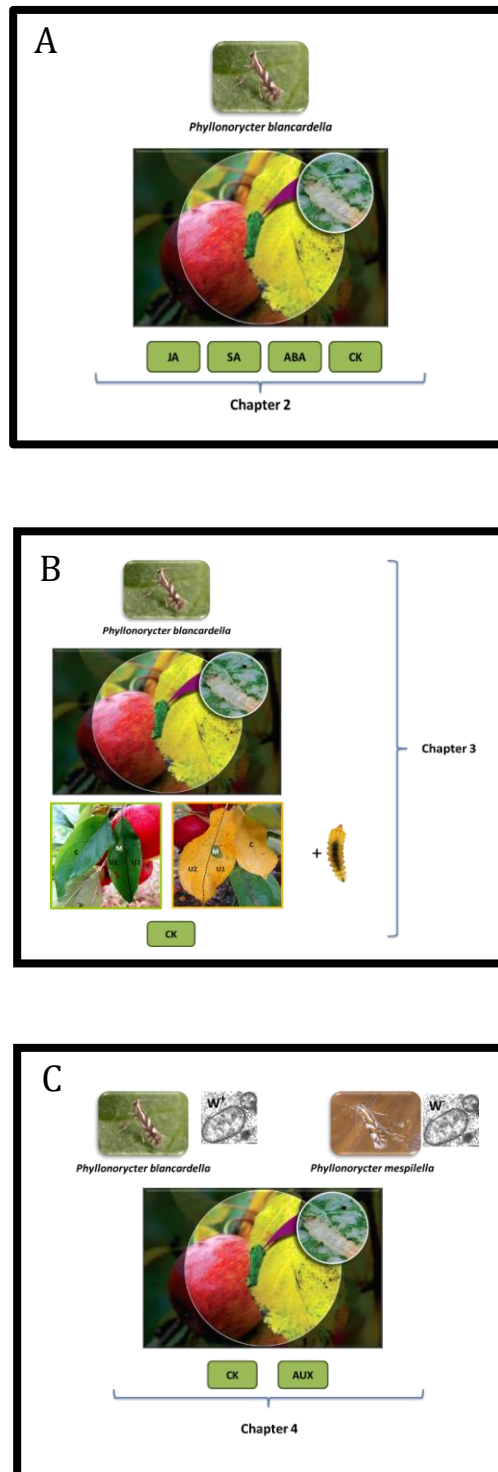 A
Phyllonorycter blancardella
JA SA ABA CK
Chapter 2
B
Phyllonorycter blancardella
Chapter 3
C U1 M U2
U2 M U1 C
+
CK
C
W+ W-
Phyllonorycter blancardella Phyllonorycter mespilella
CK AUX
Chapter 4